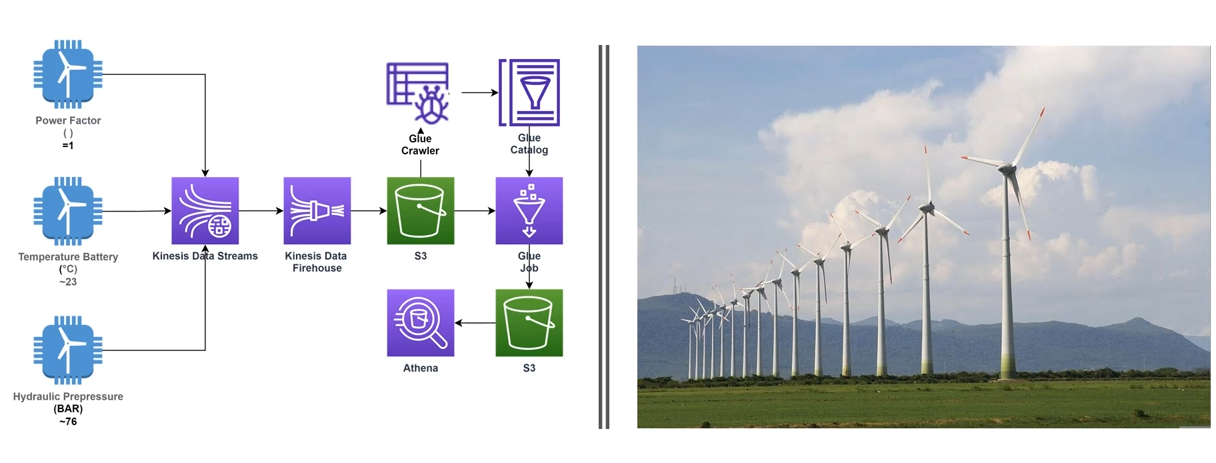 Power Factor
( )
=1
Temperature Battery
(°C)
~23
Hydraulic Prepressure
(BAR)
~76
Kinesis Data Streams
Kinesis Data
Firehouse
S3
Glue
Crawler
Glue
Catalog
Glue
Job
S3
Athena